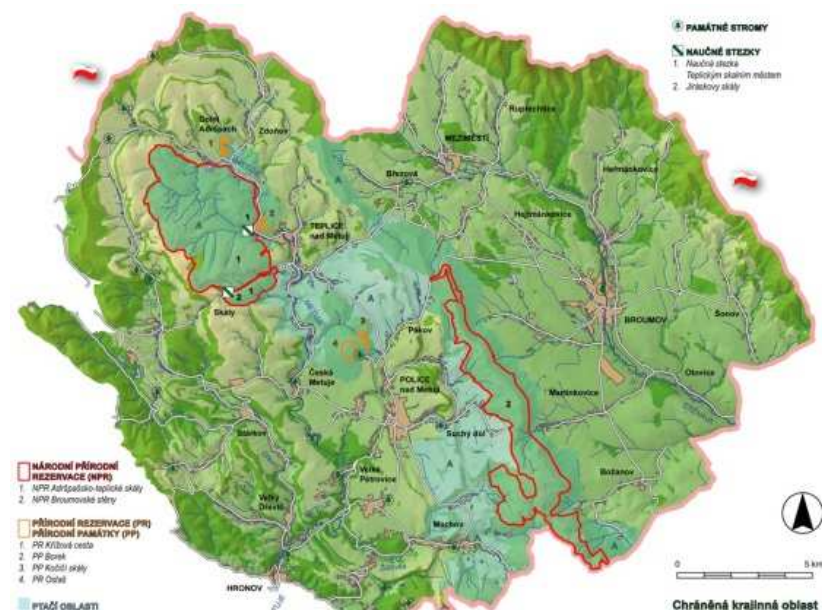 PAMÁTNÉ STROMY
NAUČNÉ STEZKY
1. Naučná stezka
Teplickým skalním městem
2. Jiráskovy skály
Ruprechtice
Dolní
Adršpach
Zdoňov
MEZIMĚSTÍ
Březová
Heřmánkovice
Hejtmánkovice
TEPLICE
nad Metují
Skály
BROUMOV
Šonov
Pěkov
Česká
Metuje
POLICE
nad Metují
Martínkovice
Otovice
Stárkov
Suchý důl
Božanov
Velké
Petrovice
Velký
Dřevíč
Machov
HRONOV
NÁRODNÍ PŘÍRODNÍ
REZERVACE (NPR)
1. NPR Adršpašsko-teplické skály
2. NPR Broumovské stěny
PŘÍRODNÍ REZERVACE (PR)
PŘÍRODNÍ PAMÁTKY (PP)
1. PR Křížová cesta
2. PP Borek
3. PP Kočičí skály
4. PR Ostaš
PTAČÍ OBLASTI
0 5 km
Chráněná krajinná oblast